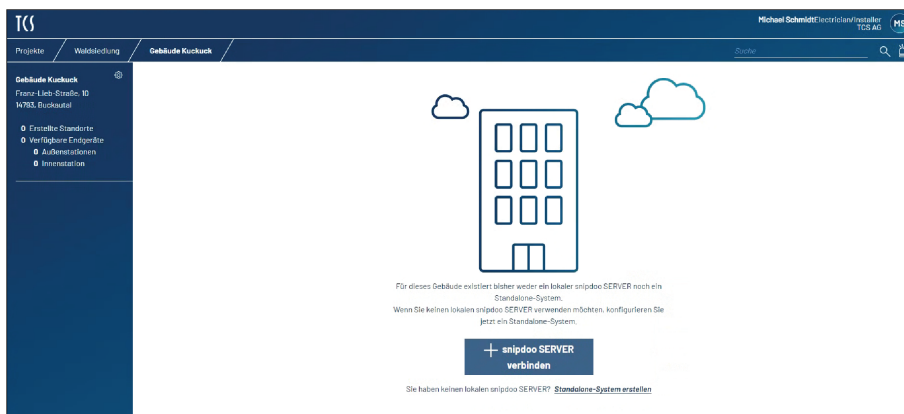 TCS
Michael Schmidt Electrician/Installer
TCS AG
MS
Projekte
Waldsiedlung
Gebäude Kuckuck
Suche
Gebäude Kuckuck
Franz-Lieb-Straße, 10
14793, Buckautal
0 Erstellte Standorte
0 Verfügbare Endgeräte
0 Außenstationen
0 Innenstation
Für dieses Gebäude existiert bisher weder ein lokaler snipdoo SERVER noch ein
Standalone-System.
Wenn Sie keinen lokalen snipdoo SERVER verwenden möchten, konfigurieren Sie
jetzt ein Standalone-System.
snipdoo SERVER
verbinden
Sie haben keinen lokalen snipdoo SERVER? Standalone-System erstellen